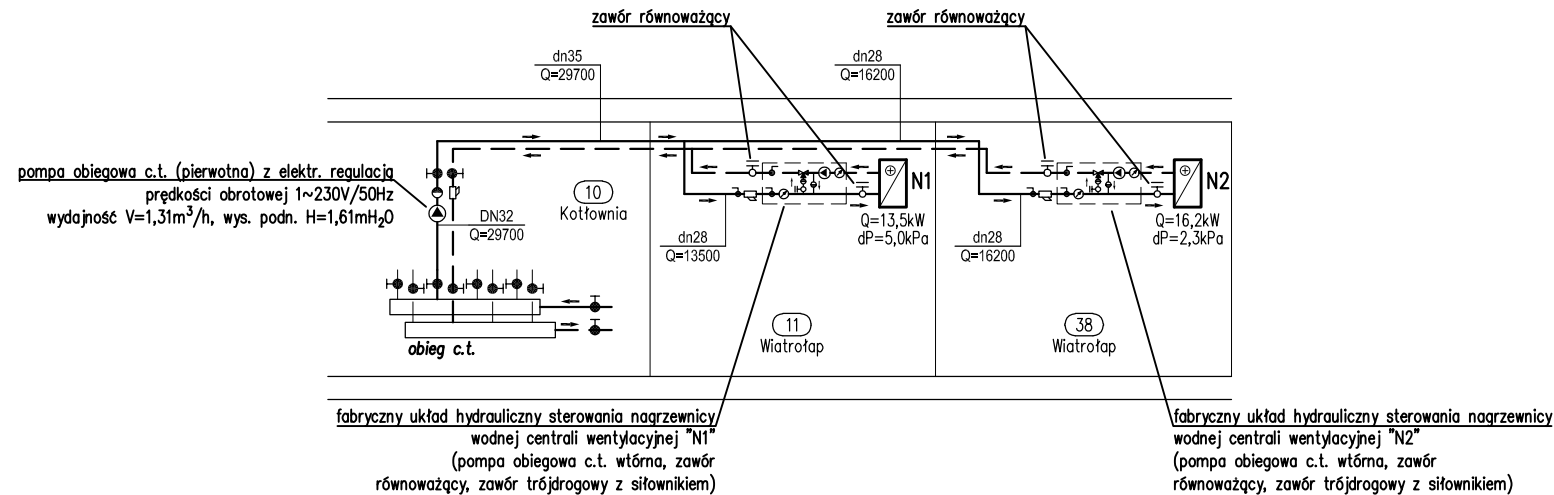 zawór równoważący
zawór równoważący
dn35
Q=29700
dn28
Q=16200
pompa obiegowa c.t. (pierwotna) z elektr. regulacją
prędkości obrotowej 1~230V/50Hz
wydajność V=1,31m³/h, wys. podn. H=1,61mH₂O
10
Kotłownia
DN32
Q=29700
dn28
Q=13500
N1
Q=13,5kW
dP=5,0kPa
dn28
Q=16200
N2
Q=16,2kW
dP=2,3kPa
11
Wiatrołap
38
Wiatrołap
obieg c.t.
fabryczny układ hydrauliczny sterowania nagrzewnicy
wodnej centrali wentylacyjnej "N1"
(pompa obiegowa c.t. wtórna, zawór
równoważący, zawór trójdrogowy z siłownikiem)
fabryczny układ hydrauliczny sterowania nagrzewnicy
wodnej centrali wentylacyjnej "N2"
(pompa obiegowa c.t. wtórna, zawór
równoważący, zawór trójdrogowy z siłownikiem)